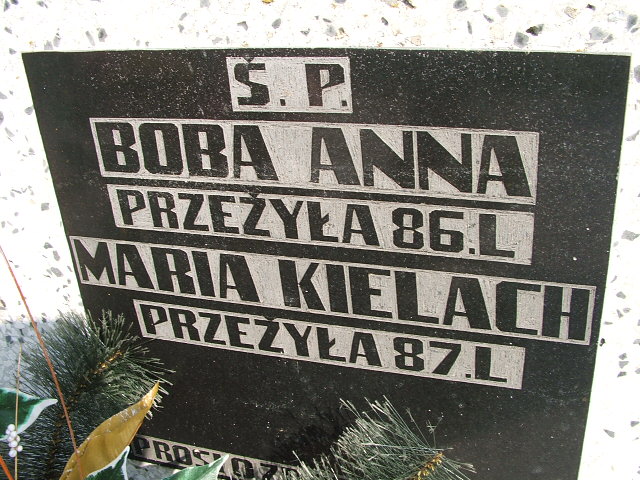 Ś. P.
BOBA ANNA
PRZEŻYŁA 86.L
MARIA KIELACH
PRZEŻYŁA 87.L